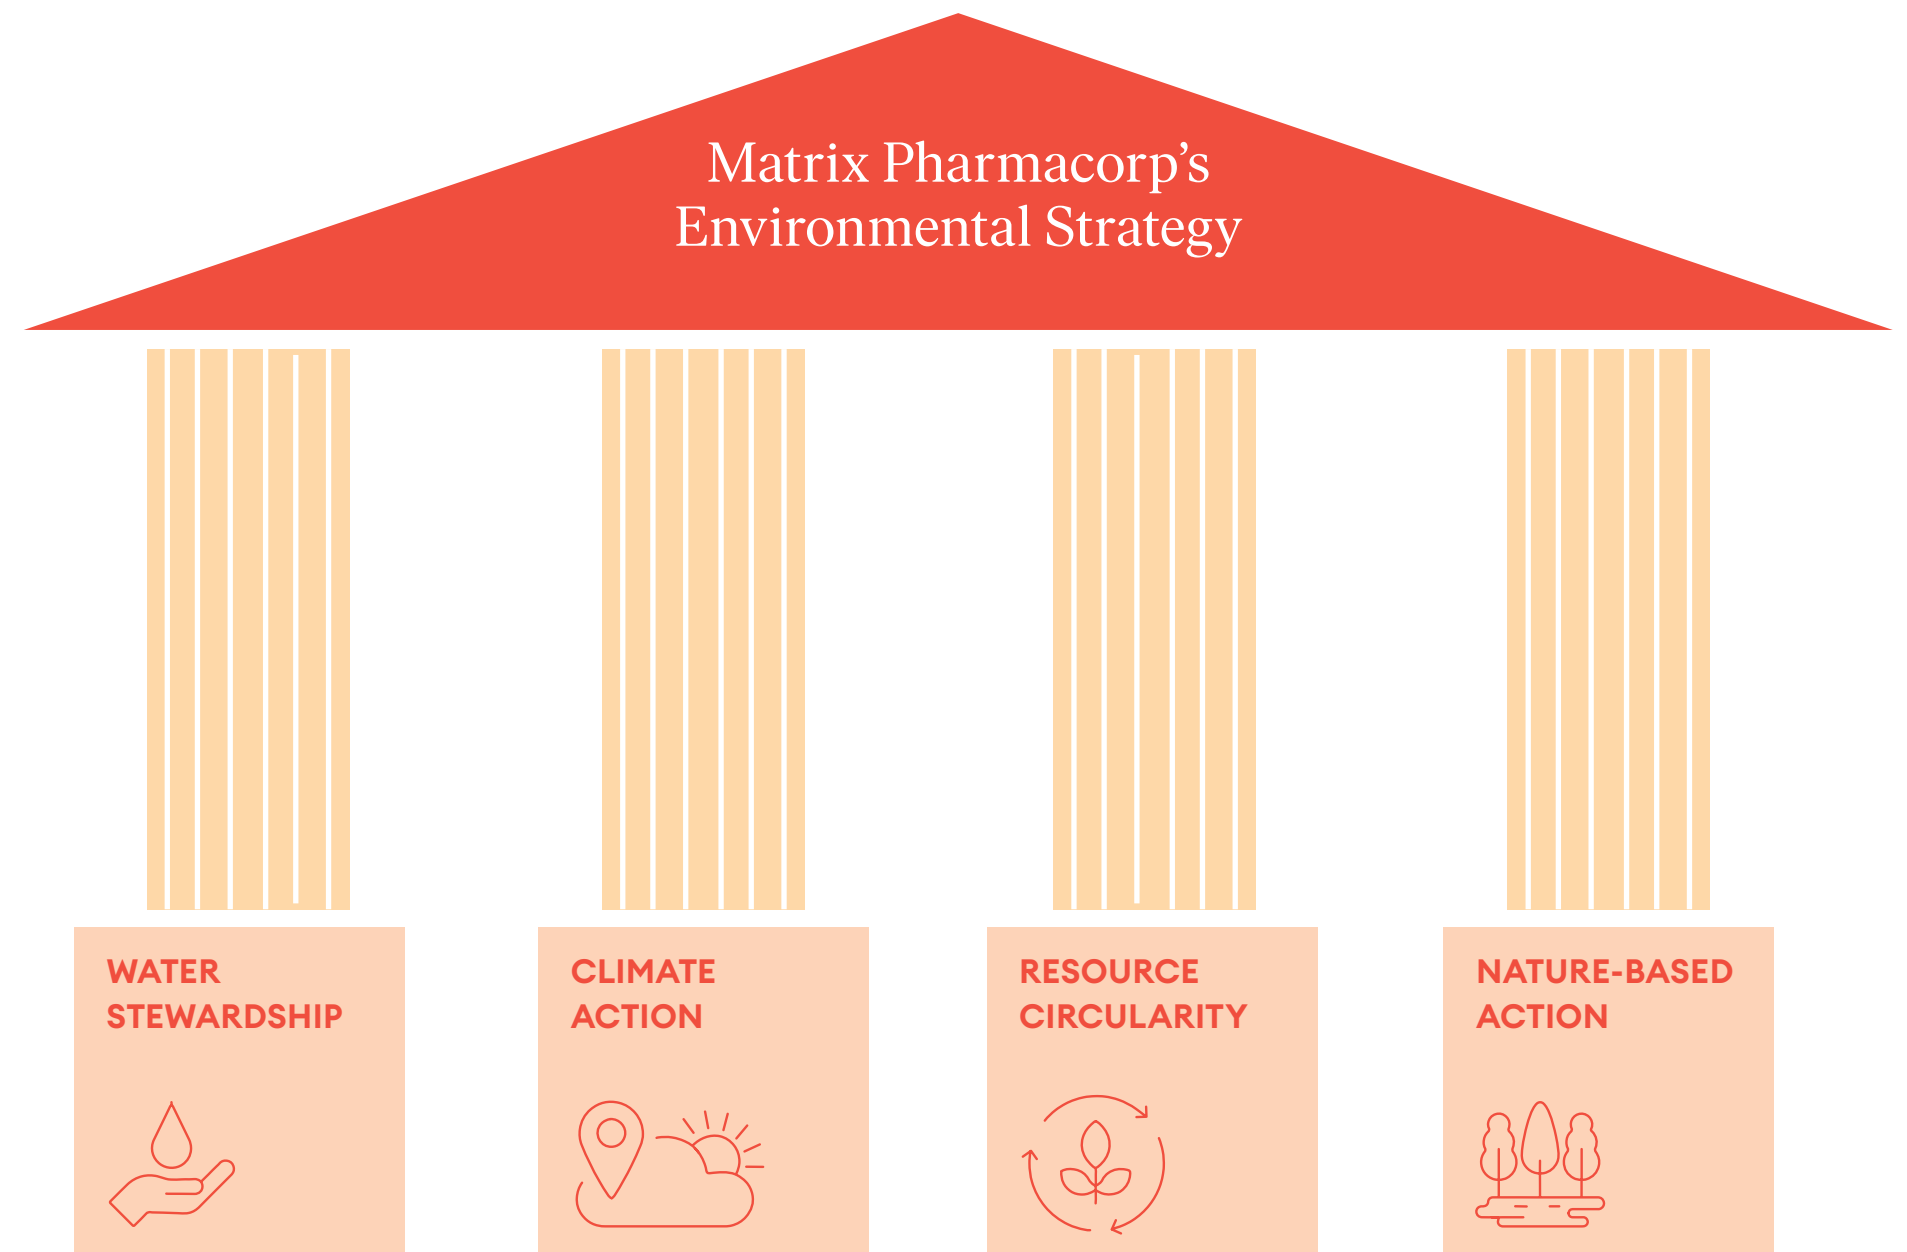 Matrix Pharmacorp’s
Environmental Strategy
WATER
STEWARDSHIP
CLIMATE
ACTION
RESOURCE
CIRCULARITY
NATURE-BASED
ACTION